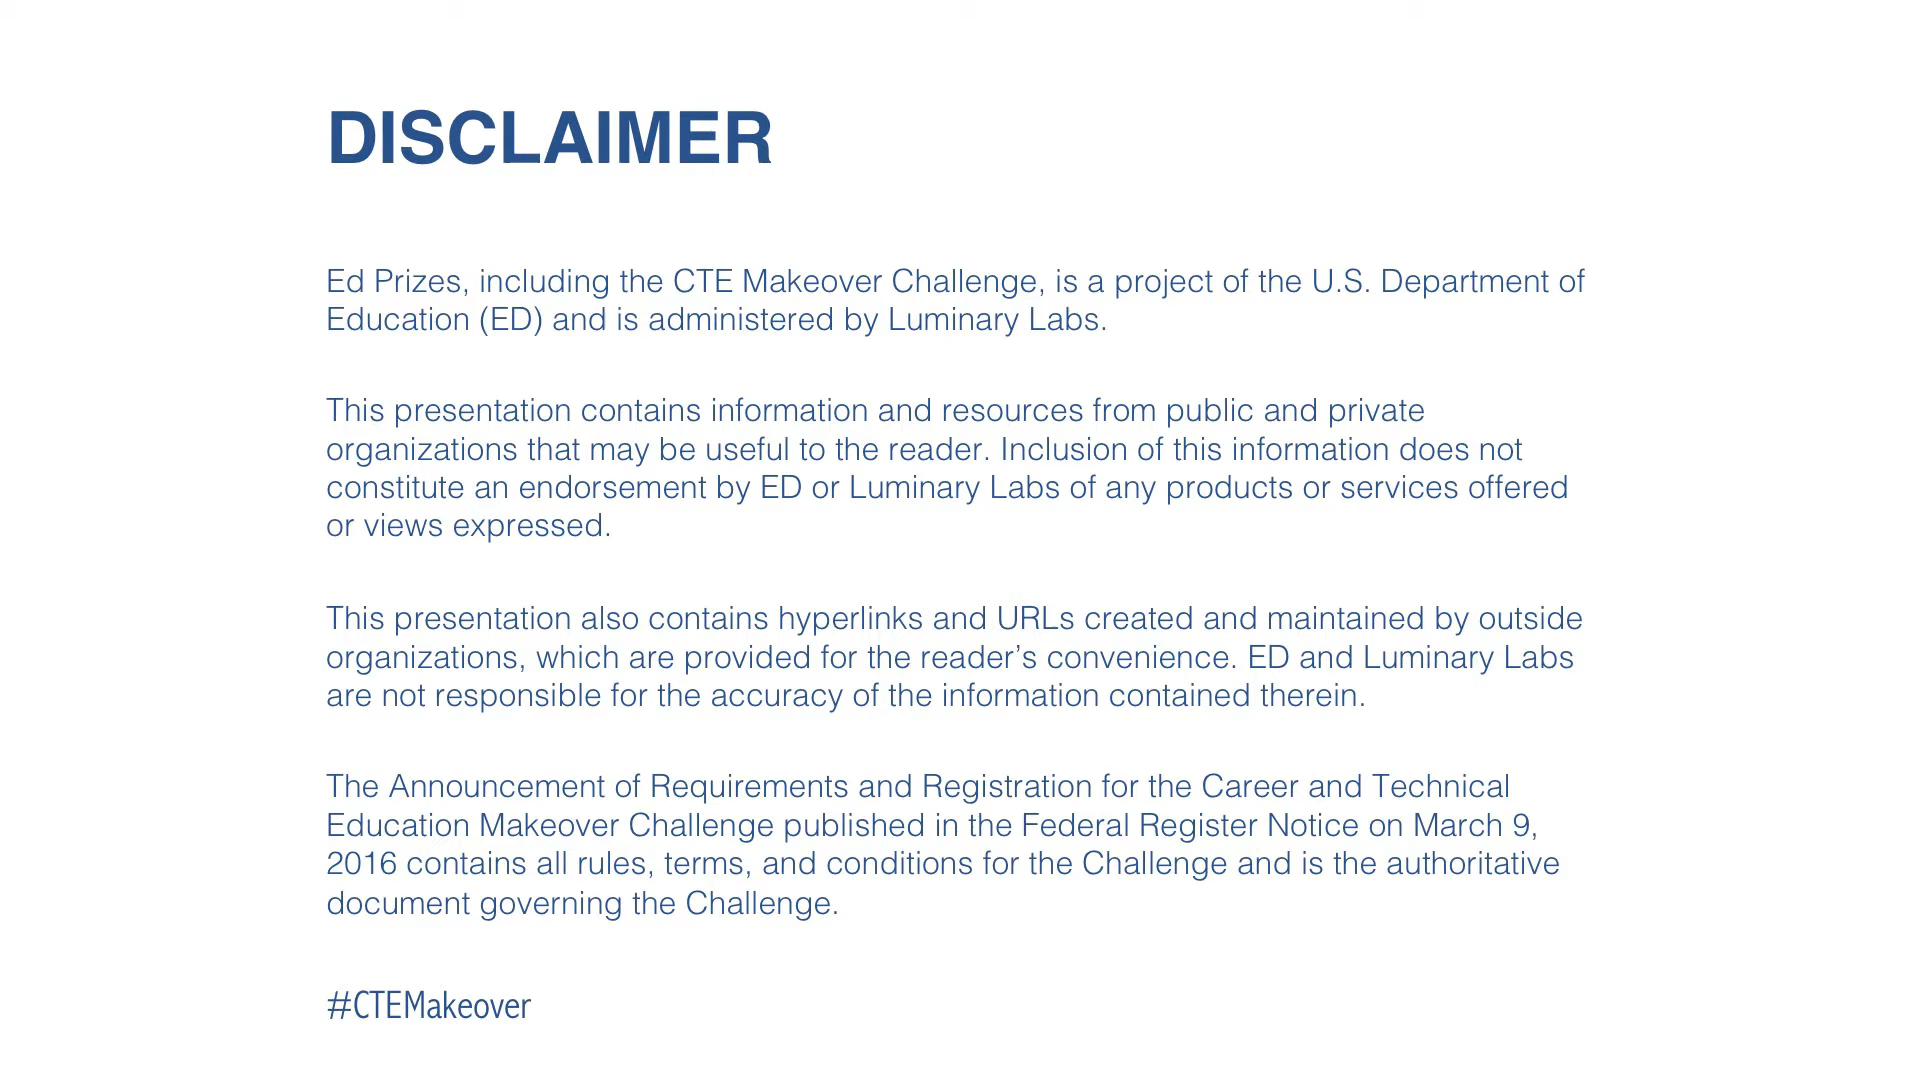 DISCLAIMER
Ed Prizes, including the CTE Makeover Challenge, is a project of the U.S. Department of
Education (ED) and is administered by Luminary Labs.
This presentation contains information and resources from public and private
organizations that may be useful to the reader. Inclusion of this information does not
constitute an endorsement by ED or Luminary Labs of any products or services offered
or views expressed.
This presentation also contains hyperlinks and URLs created and maintained by outside
organizations, which are provided for the reader’s convenience. ED and Luminary Labs
are not responsible for the accuracy of the information contained therein.
The Announcement of Requirements and Registration for the Career and Technical
Education Makeover Challenge published in the Federal Register Notice on March 9,
2016 contains all rules, terms, and conditions for the Challenge and is the authoritative
document governing the Challenge.
#CTEMakeover